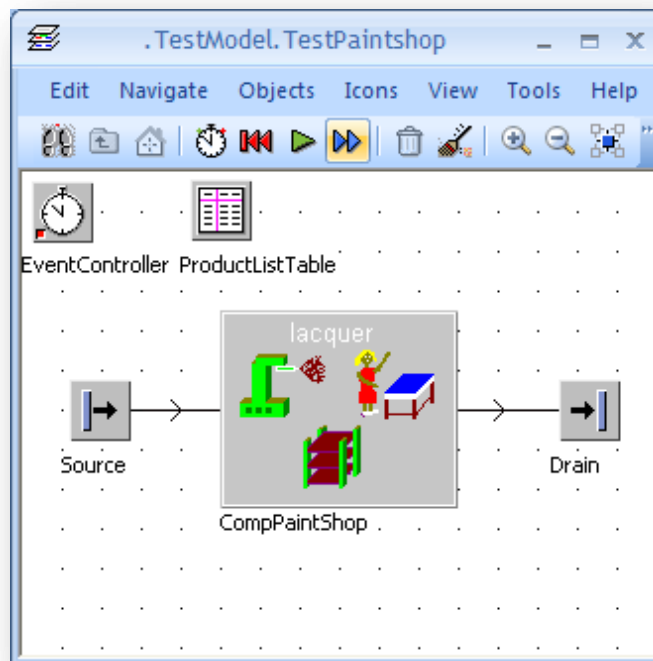 .TestModel.TestPaintshop
Edit Navigate Objects Icons View Tools Help
EventController ProductListTable
lacquer
Source
Drain
CompPaintShop